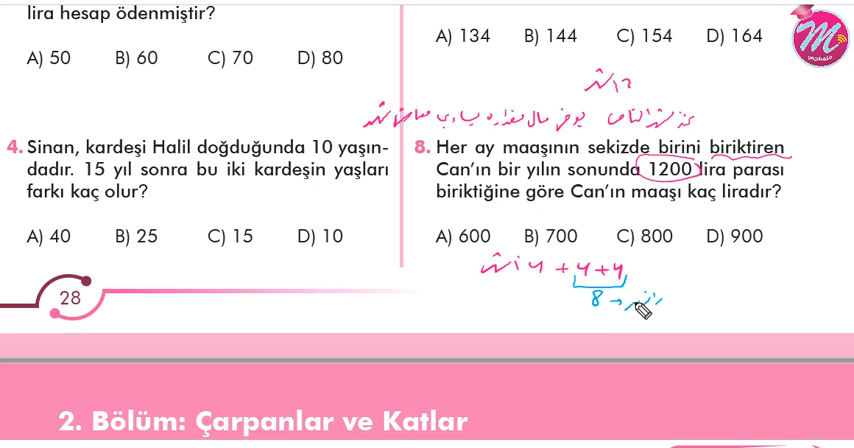 lira hesap ödenmiştir?
A) 50 B) 60 C) 70 D) 80
4. Sinan, kardeşi Halil doğduğunda 10 yaşın-
dadır. 15 yıl sonra bu iki kardeşin yaşları
farkı kaç olur?
A) 40 B) 25 C) 15 D) 10
28
A) 134 B) 144 C) 154 D) 164
8. Her ay maaşının sekizde birini biriktiren
Can'ın bir yılın sonunda 1200 lira parası
biriktiğine göre Can'ın maaşı kaç liradır?
A) 600 B) 700 C) 800 D) 900
8 →
2. Bölüm: Çarpanlar ve Katlar